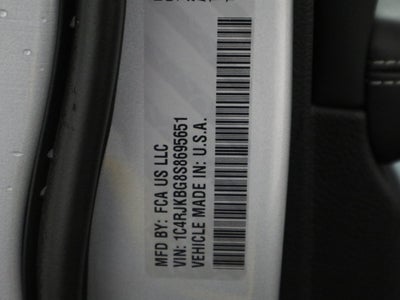 MFD BY: FCA US LLC
VIN: 1C4RJKBG8S8695651
VEHICLE MADE IN: U.S.A.